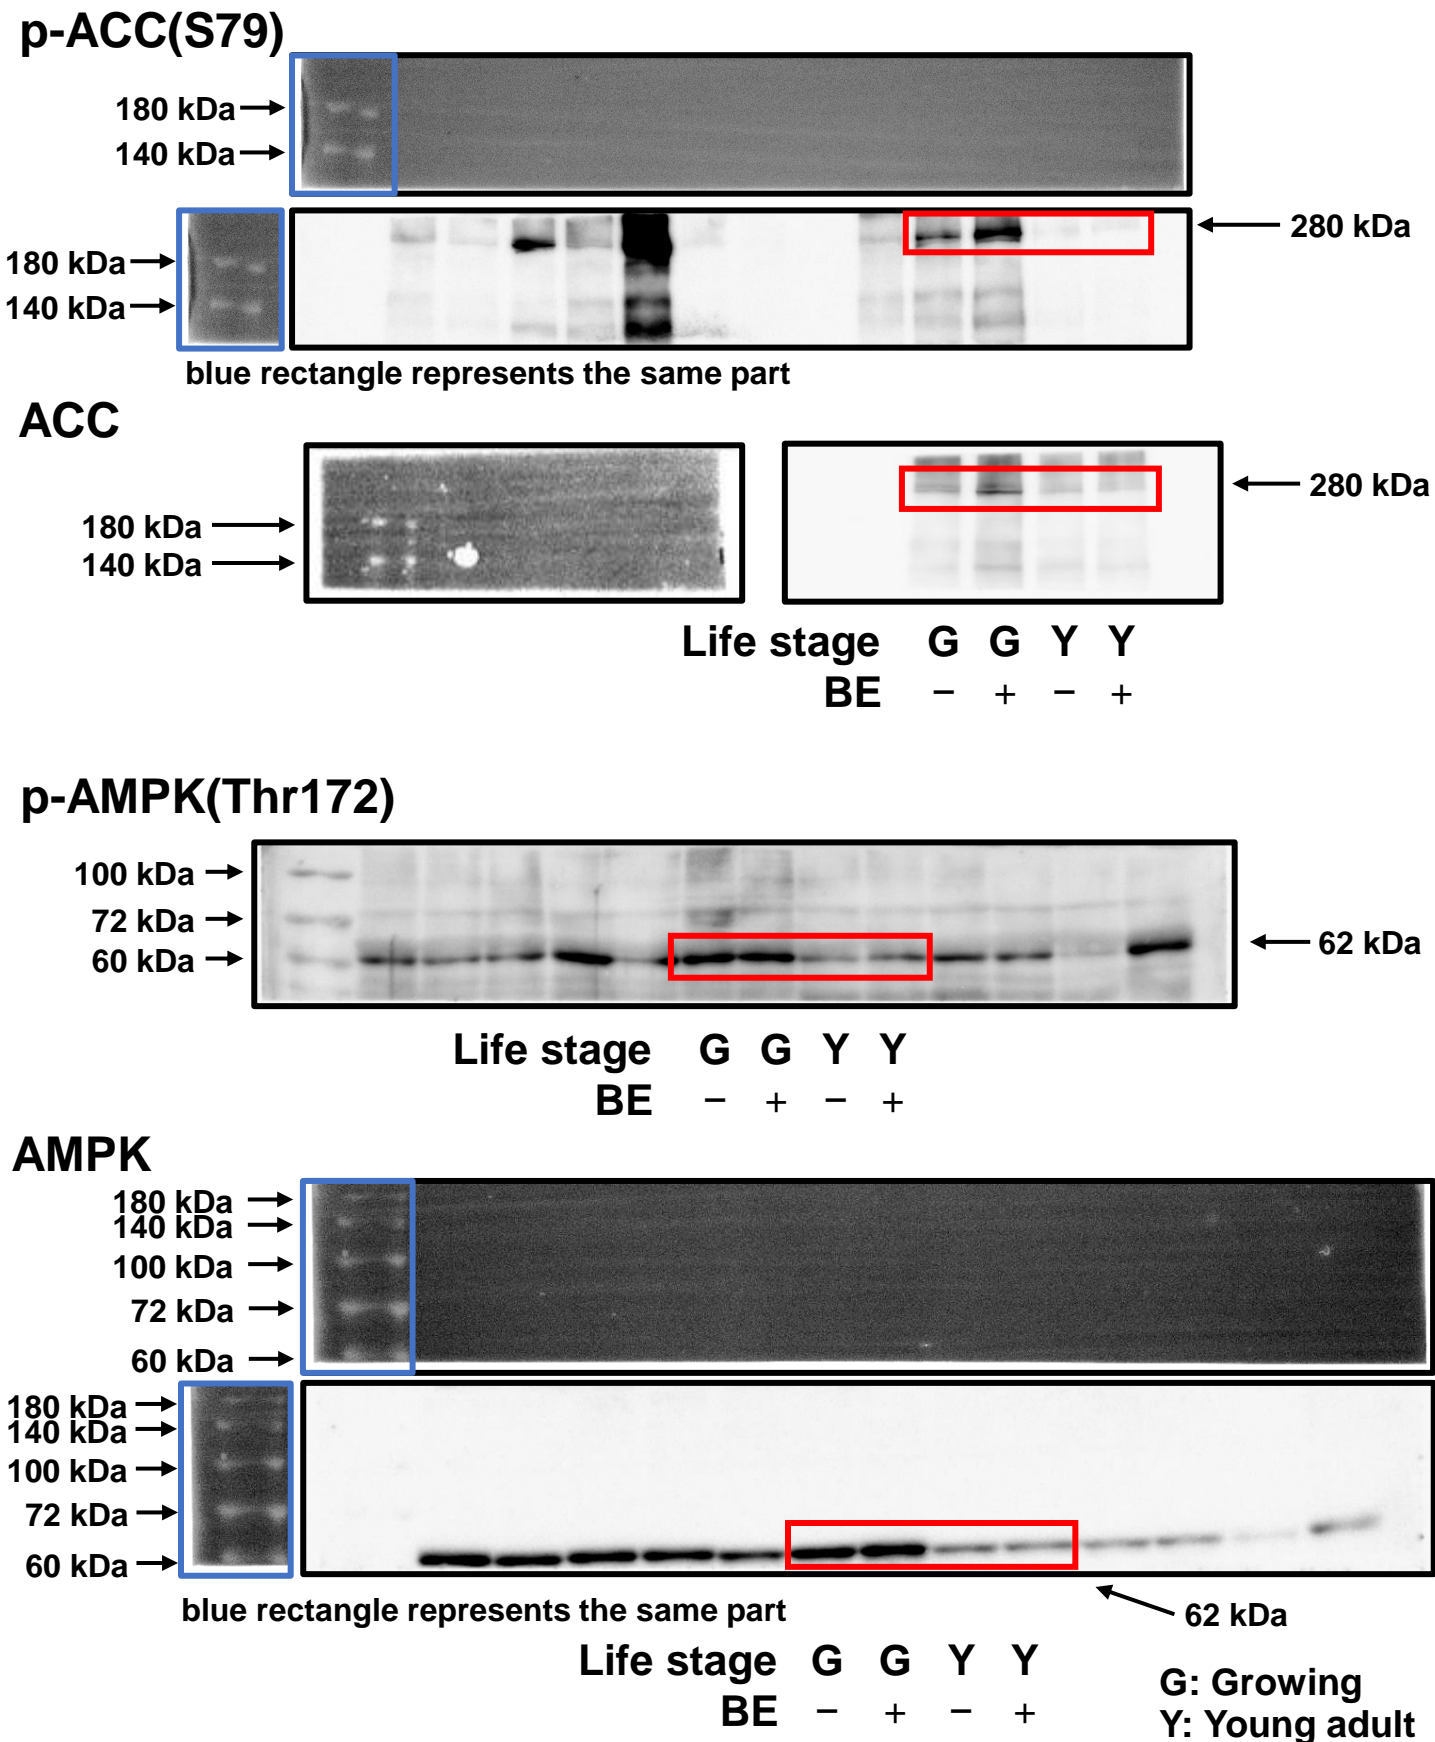 p-ACC(S79)
180 kDa
140 kDa
280 kDa
180 kDa
140 kDa
blue rectangle represents the same part
ACC
280 kDa
180 kDa
140 kDa
Life stage G G Y Y
BE − + − +
p-AMPK(Thr172)
100 kDa
72 kDa
62 kDa
60 kDa
Life stage G G Y Y
BE − + − +
AMPK
180 kDa
140 kDa
100 kDa
72 kDa
60 kDa
180 kDa
140 kDa
100 kDa
72 kDa
60 kDa
blue rectangle represents the same part
62 kDa
Life stage G G Y Y
BE − + − +
G: Growing
Y: Young adult